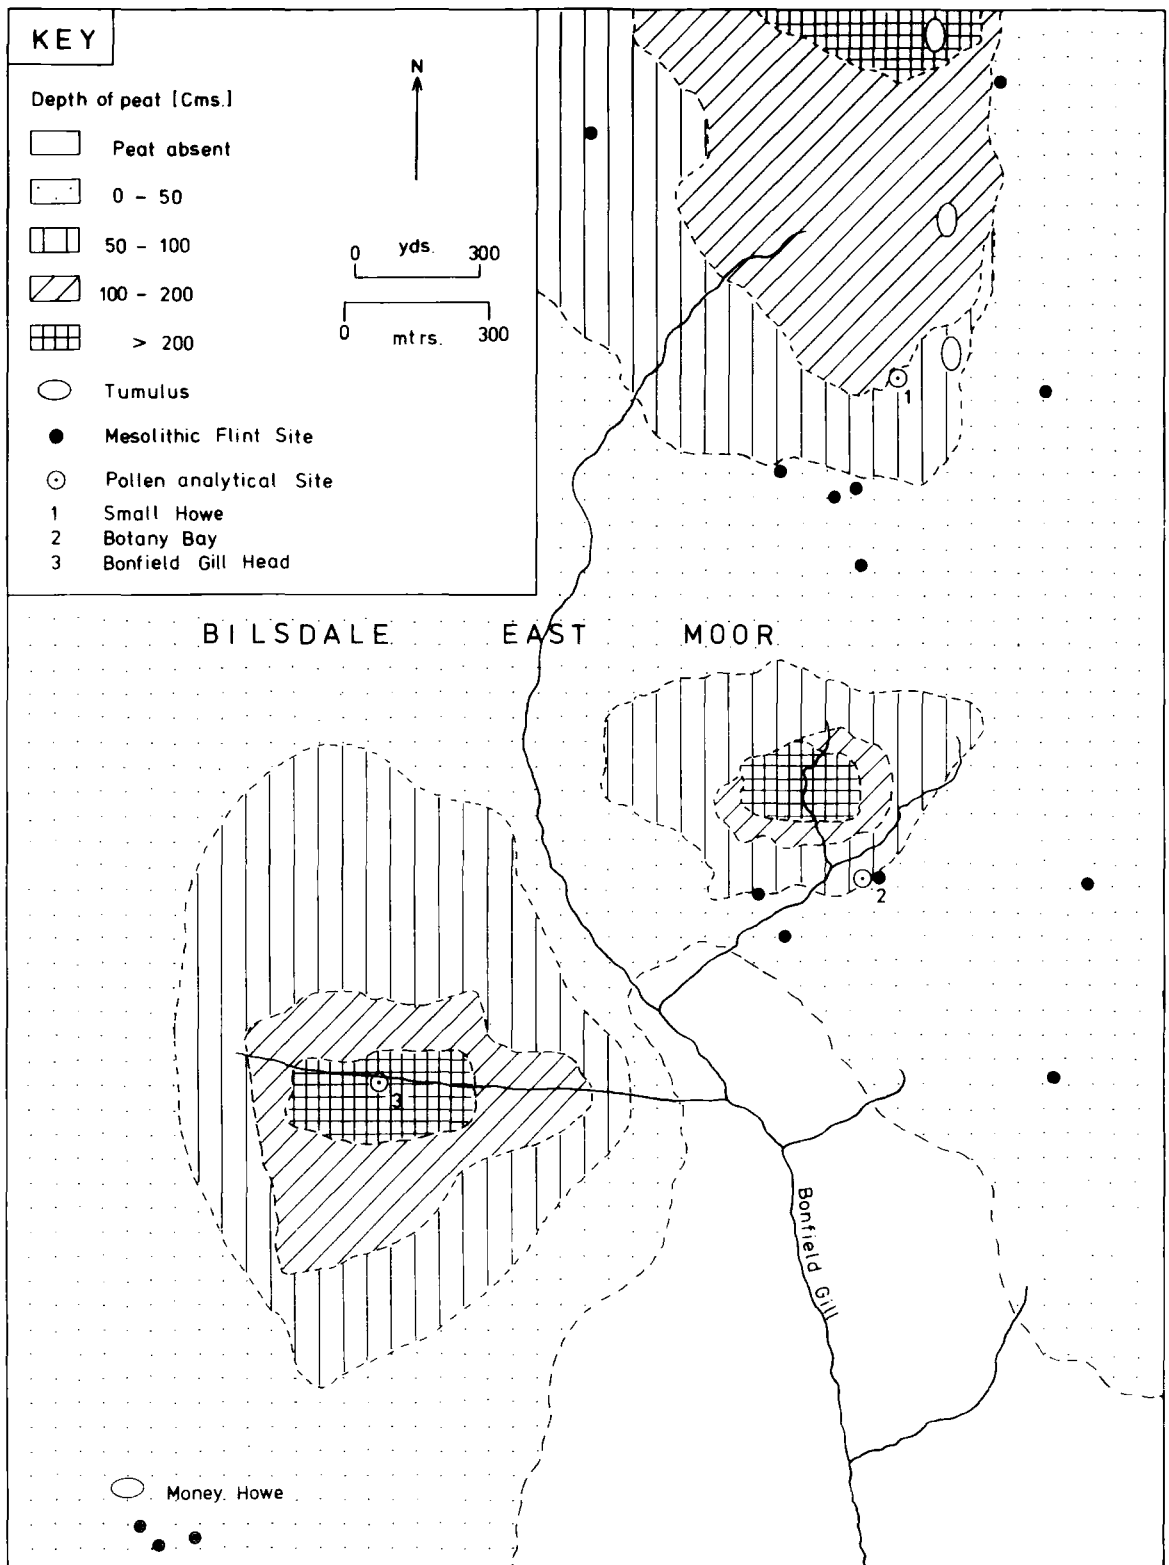 KEY
Depth of peat [Cms.]
Peat absent
0 - 50
50 - 100
100 - 200
> 200
Tumulus
Mesolithic Flint Site
Pollen analytical Site
1 Small Howe
2 Botany Bay
3 Bonfield Gill Head
N
0 yds. 300
0 mtrs. 300
1
BILSDALE EAST MOOR
2
3
Bonfield Gill
Money Howe